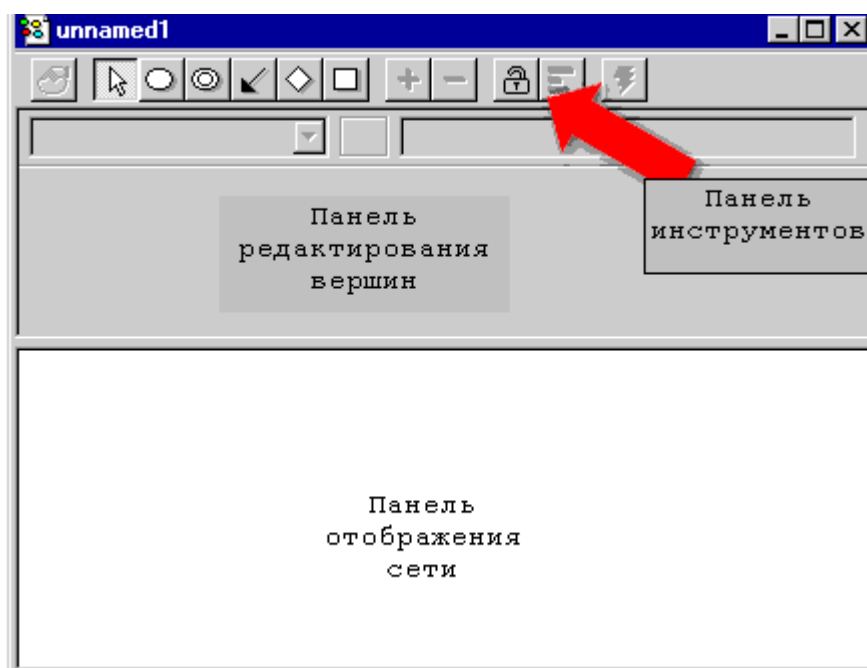 unnamed1
Панель
инструментов
Панель
редактирования
вершин
Панель
отображения
сети